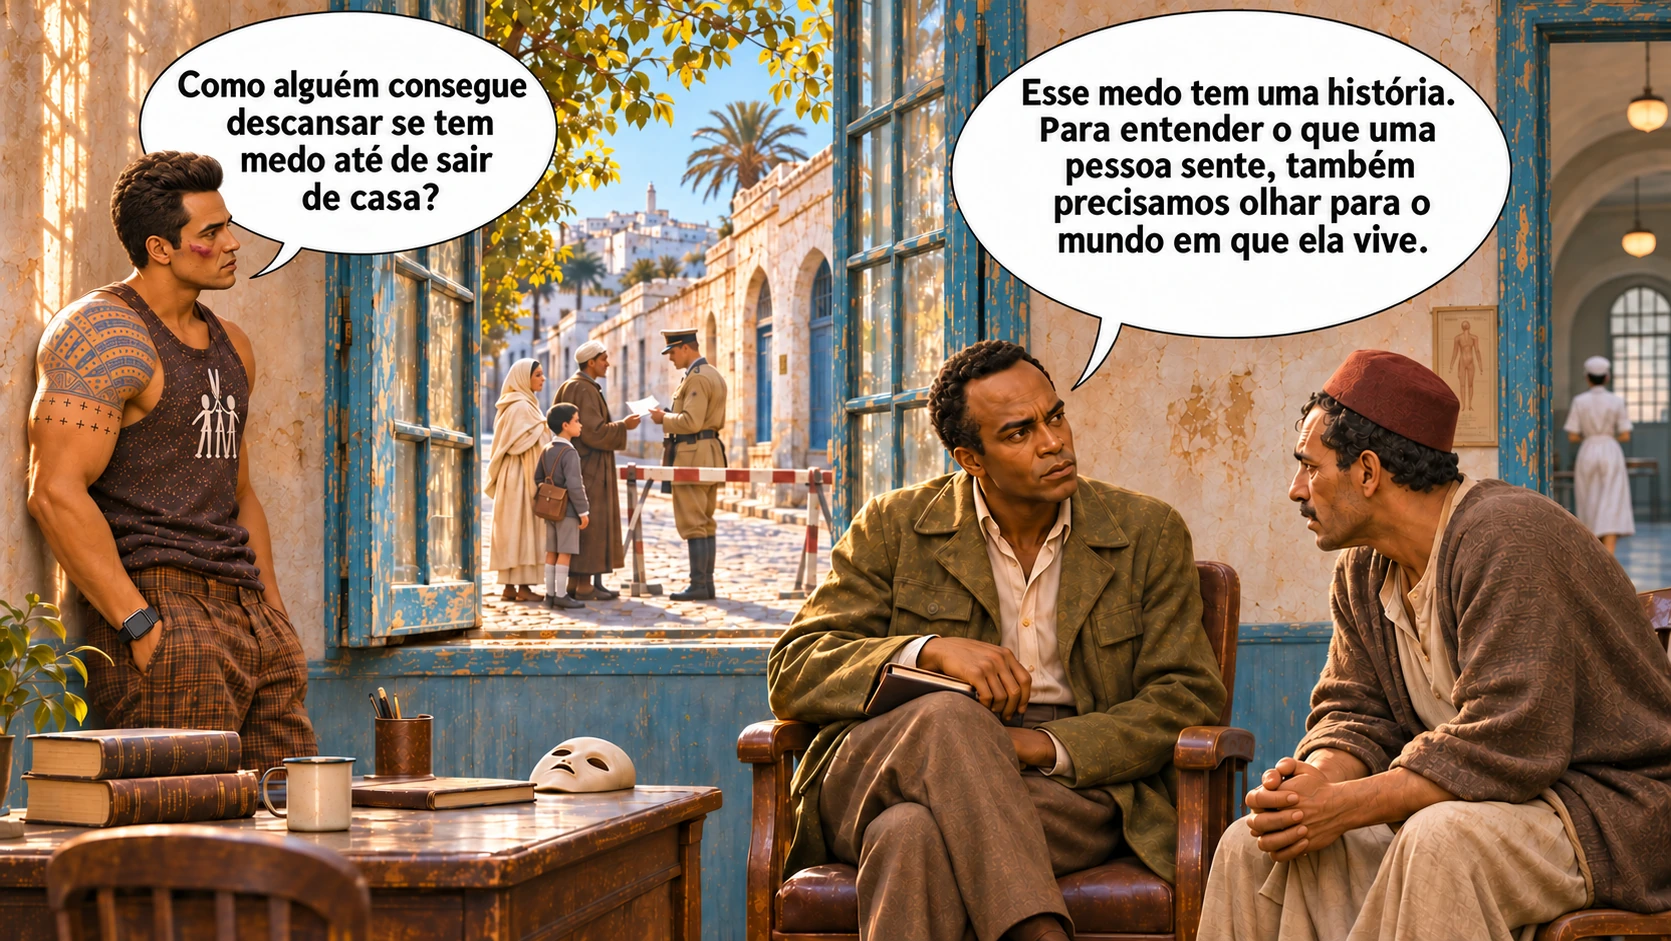 Como alguém consegue
descansar se tem
medo até de sair
de casa?
Esse medo tem uma história.
Para entender o que uma
pessoa sente, também
precisamos olhar para o
mundo em que ela vive.